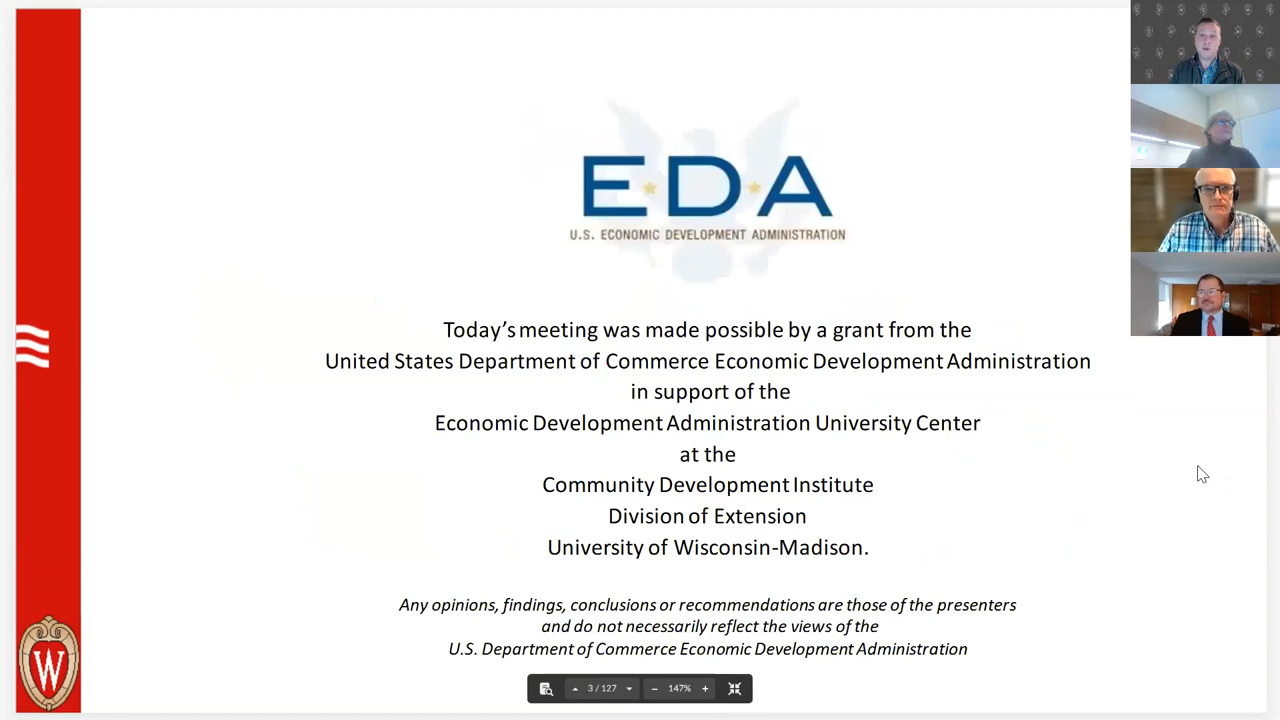 E★D★A
U.S. ECONOMIC DEVELOPMENT ADMINISTRATION
Today's meeting was made possible by a grant from the
United States Department of Commerce Economic Development Administration
in support of the
Economic Development Administration University Center
at the
Community Development Institute
Division of Extension
University of Wisconsin-Madison.
Any opinions, findings, conclusions or recommendations are those of the presenters
and do not necessarily reflect the views of the
U.S. Department of Commerce Economic Development Administration
W
3 / 127
147%